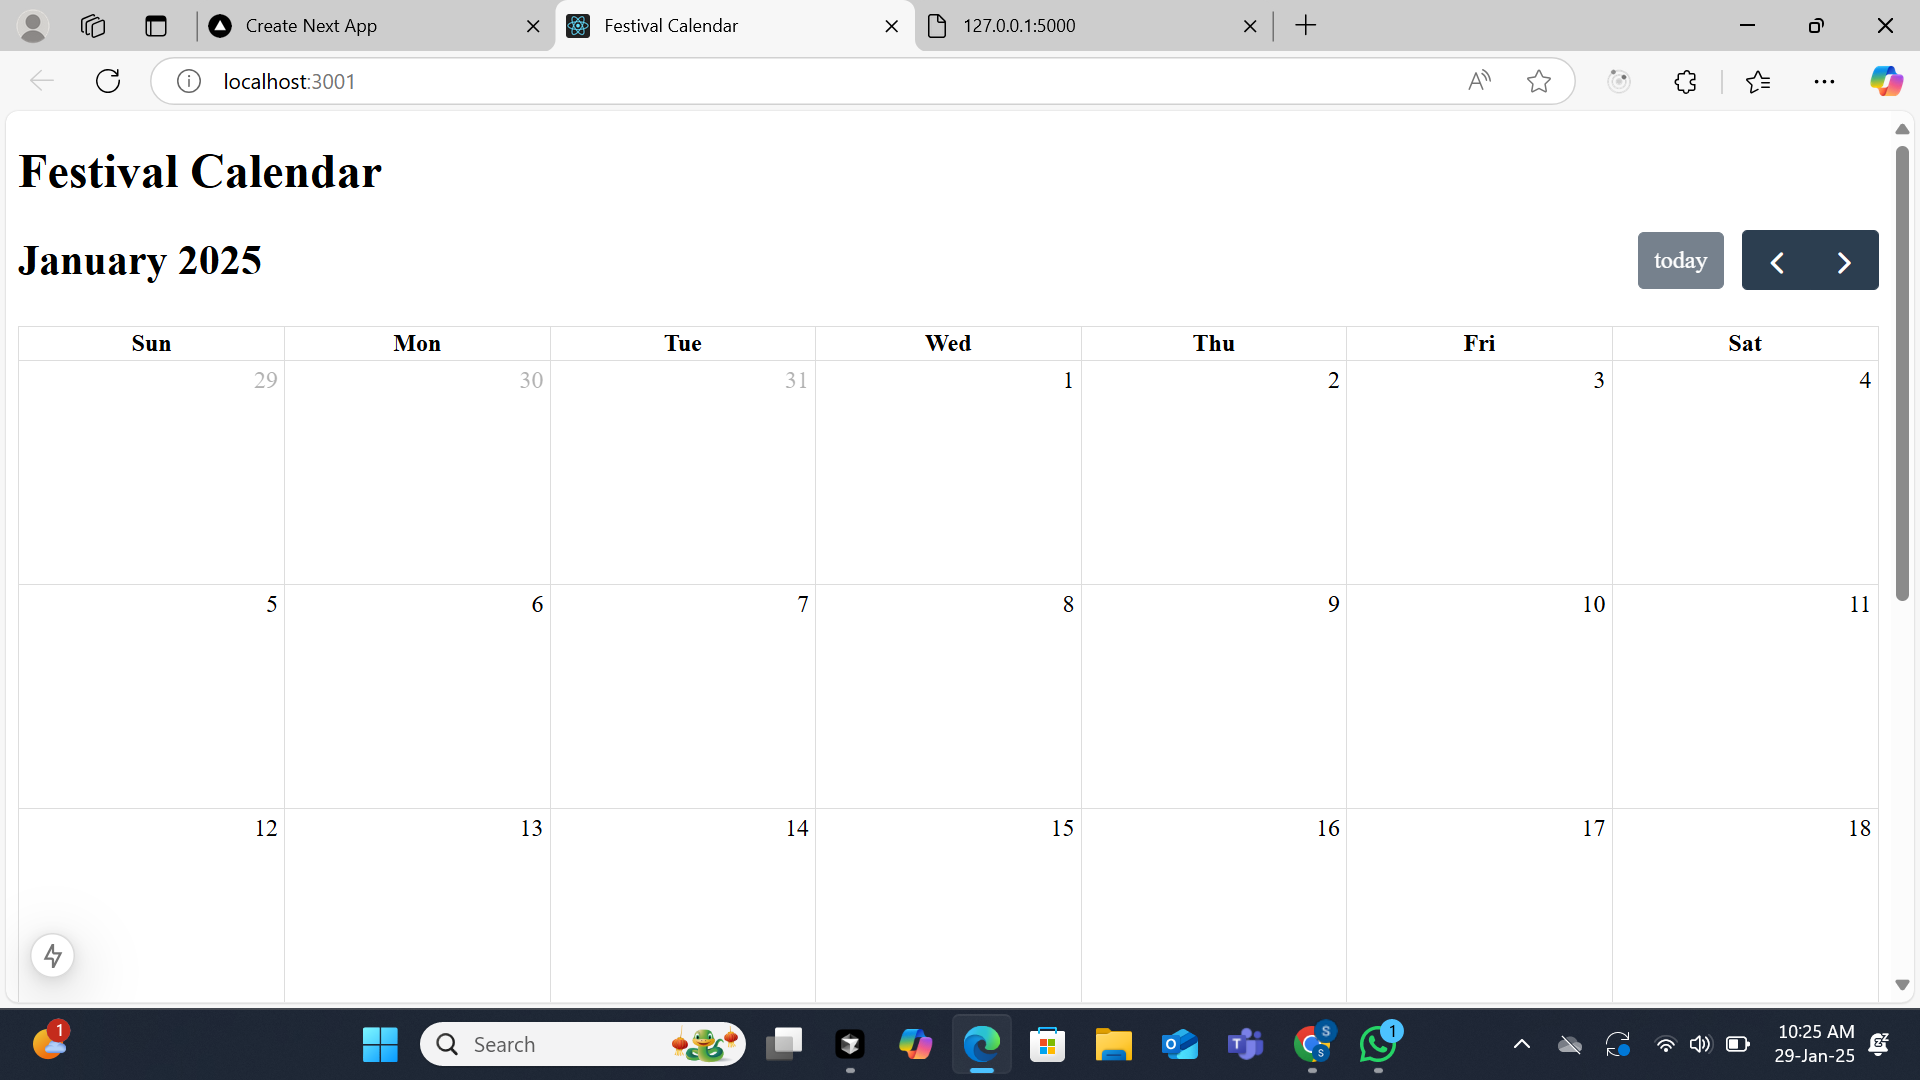 Create Next App
Festival Calendar
127.0.0.1:5000
localhost:3001
Festival Calendar
January 2025
today
Sun Mon Tue Wed Thu Fri Sat
29 30 31 1 2 3 4
5 6 7 8 9 10 11
12 13 14 15 16 17 18
1
Search
S
S
1
10:25 AM
29-Jan-25